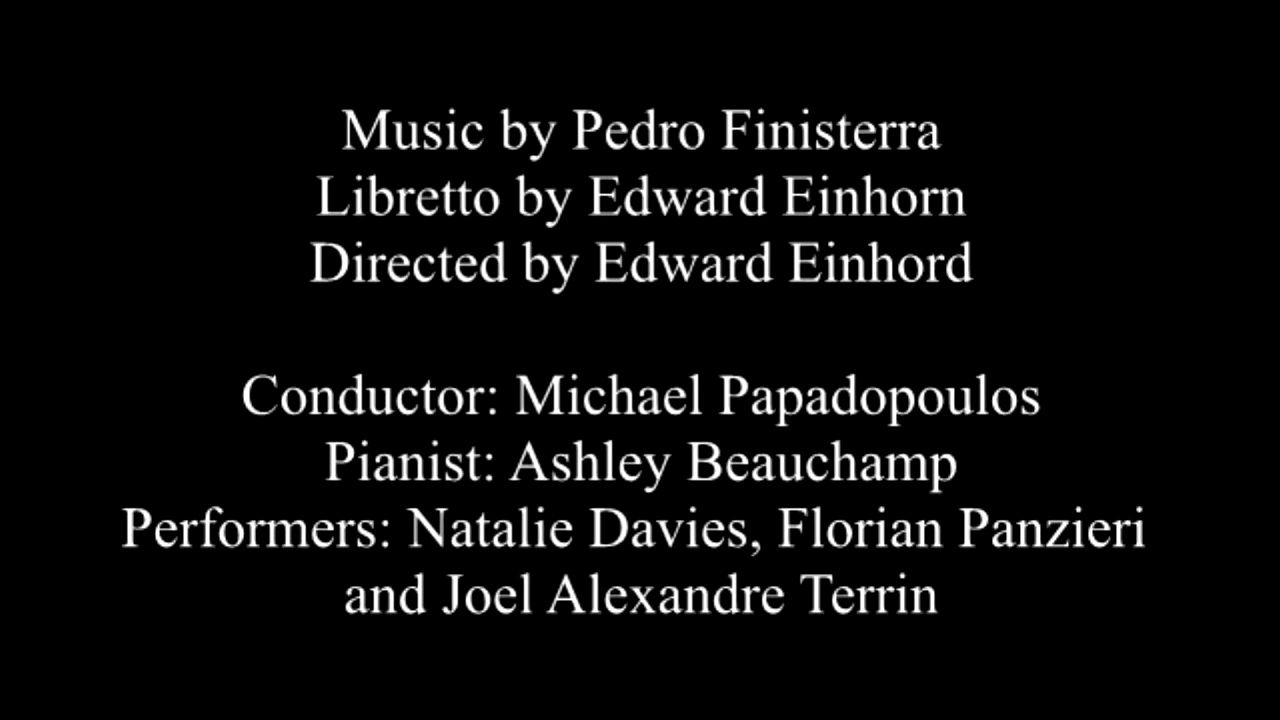 Music by Pedro Finisterra
Libretto by Edward Einhorn
Directed by Edward Einhord
Conductor: Michael Papadopoulos
Pianist: Ashley Beauchamp
Performers: Natalie Davies, Florian Panzieri
and Joel Alexandre Terrin